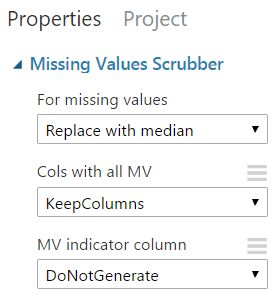 Properties Project
Missing Values Scrubber
For missing values
Replace with median
Cols with all MV
KeepColumns
MV indicator column
DoNotGenerate